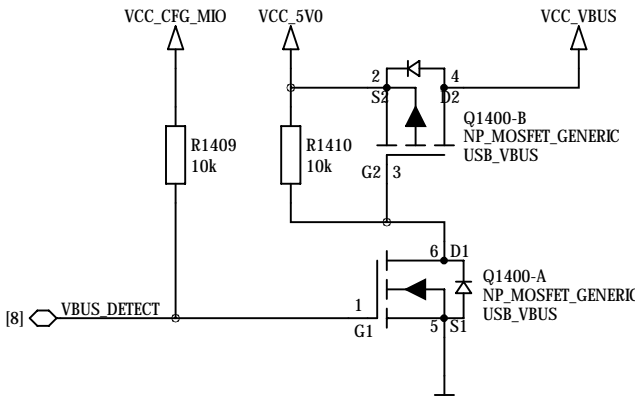 VCC_CFG_MIO VCC_5V0 VCC_VBUS
2 4
S2 D2
Q1400-B
NP_MOSFET_GENERIC
USB_VBUS
R1409
10k
R1410
10k
G2 3
6 D1
Q1400-A
NP_MOSFET_GENERIC
USB_VBUS
[8] VBUS_DETECT
1
G1
5 S1